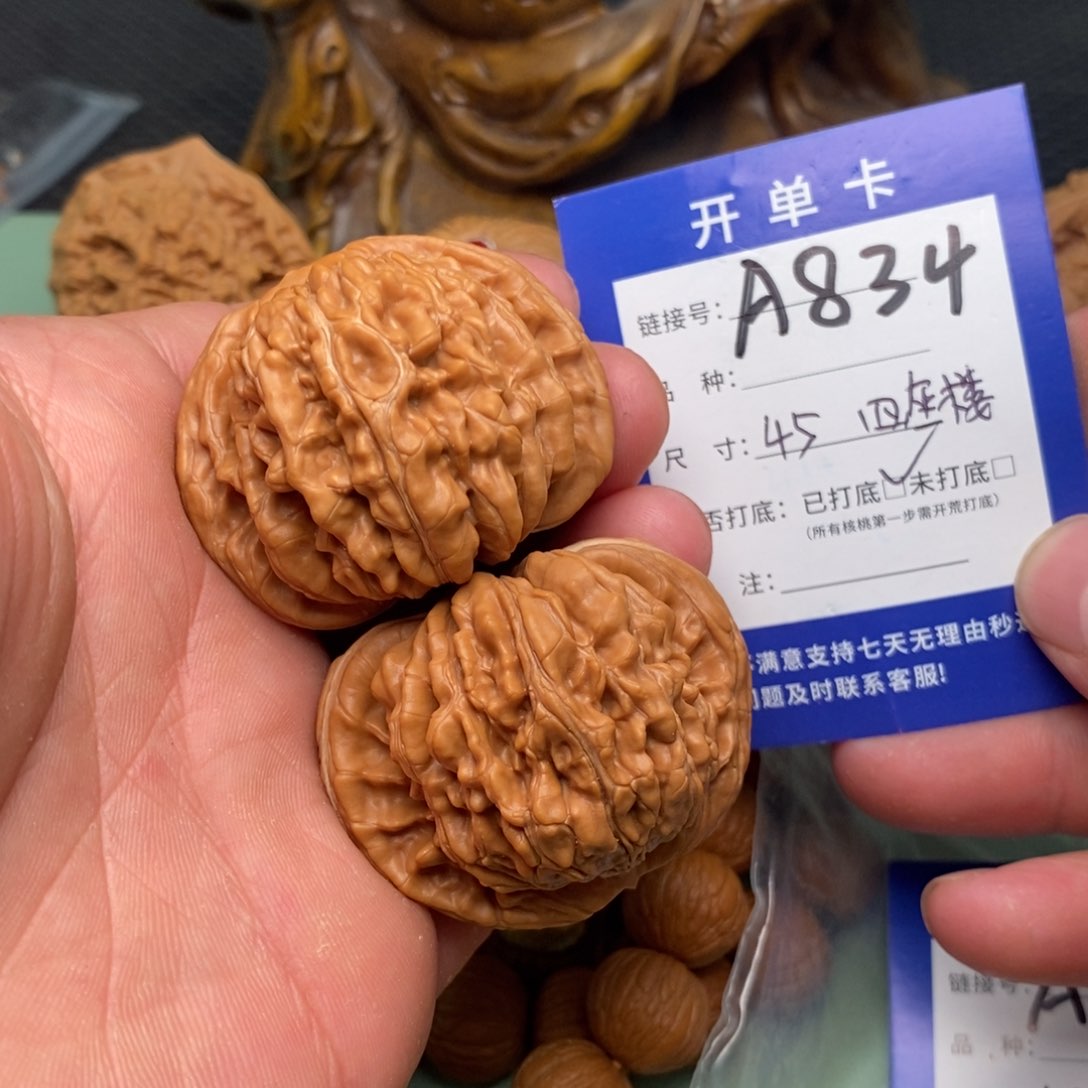 开单卡
链接号: A834
种:
尺 寸: 45 四座楼
否打底: 已打底☑未打底☐
(所有核桃第一步需开荒打底)
注:
满意支持七天无理由秒
题及时联系客服!
链接号: A
品 种: